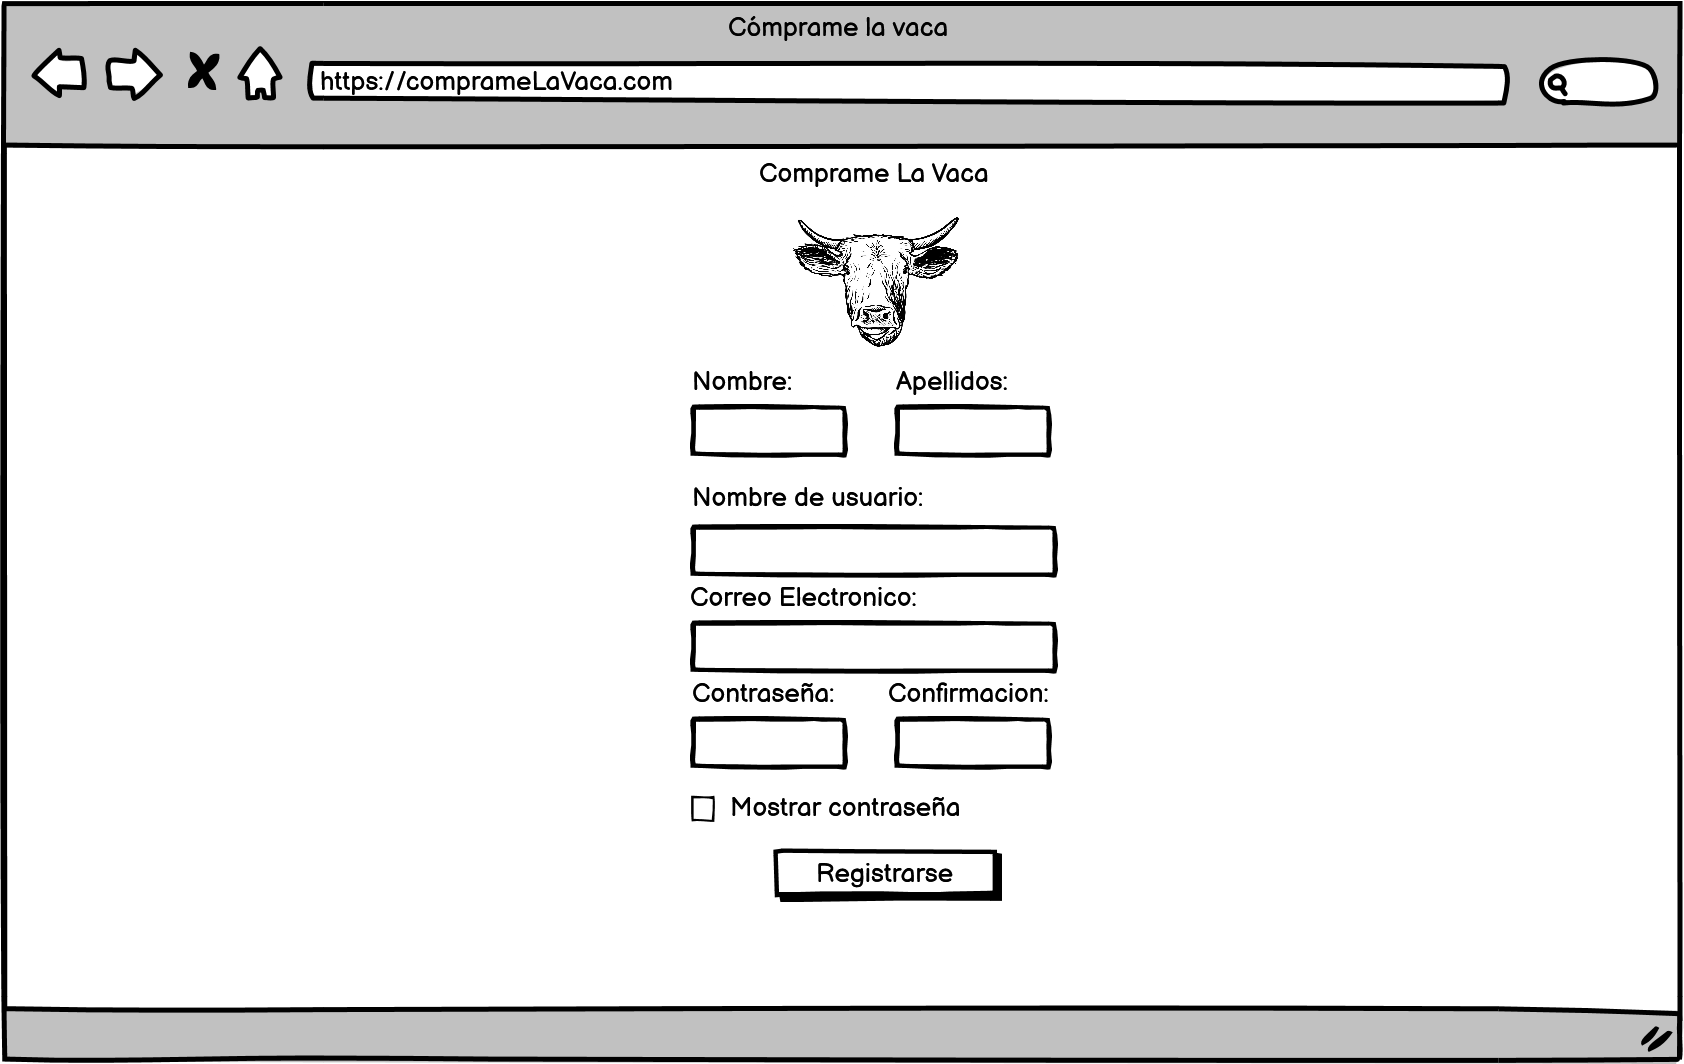 Cómprame la vaca
https://comprameLaVaca.com
Comprame La Vaca
Nombre: Apellidos:
Nombre de usuario:
Correo Electronico:
Contraseña: Confirmacion:
Mostrar contraseña
Registrarse